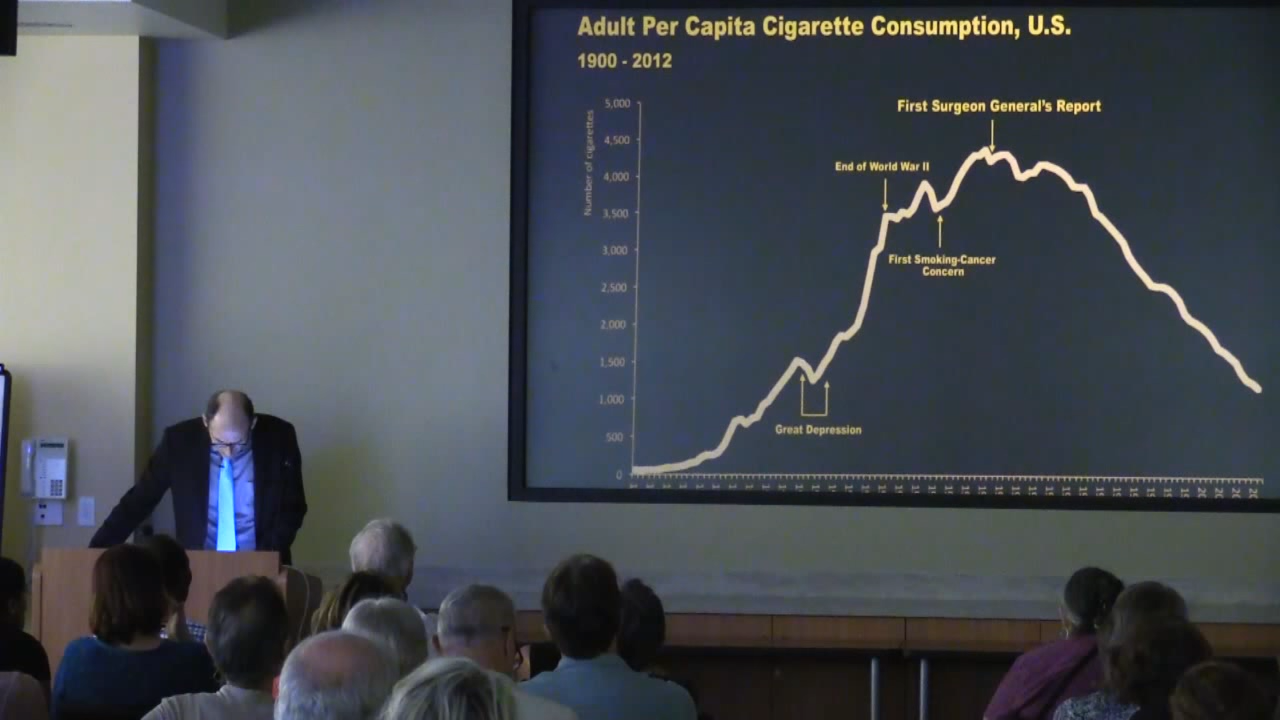 Adult Per Capita Cigarette Consumption, U.S.
1900 - 2012
First Surgeon General's Report
End of World War II
First Smoking-Cancer
Concern
Great Depression
Number of cigarettes
5,000
4,500
4,000
3,500
3,000
2,500
2,000
1,500
1,000
500
0